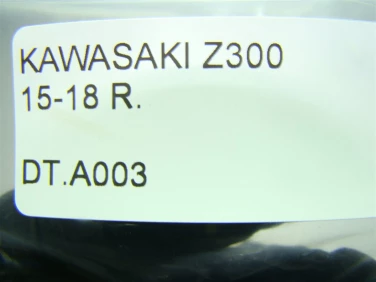 KAWASAKI Z300
15-18 R.
DT.A003